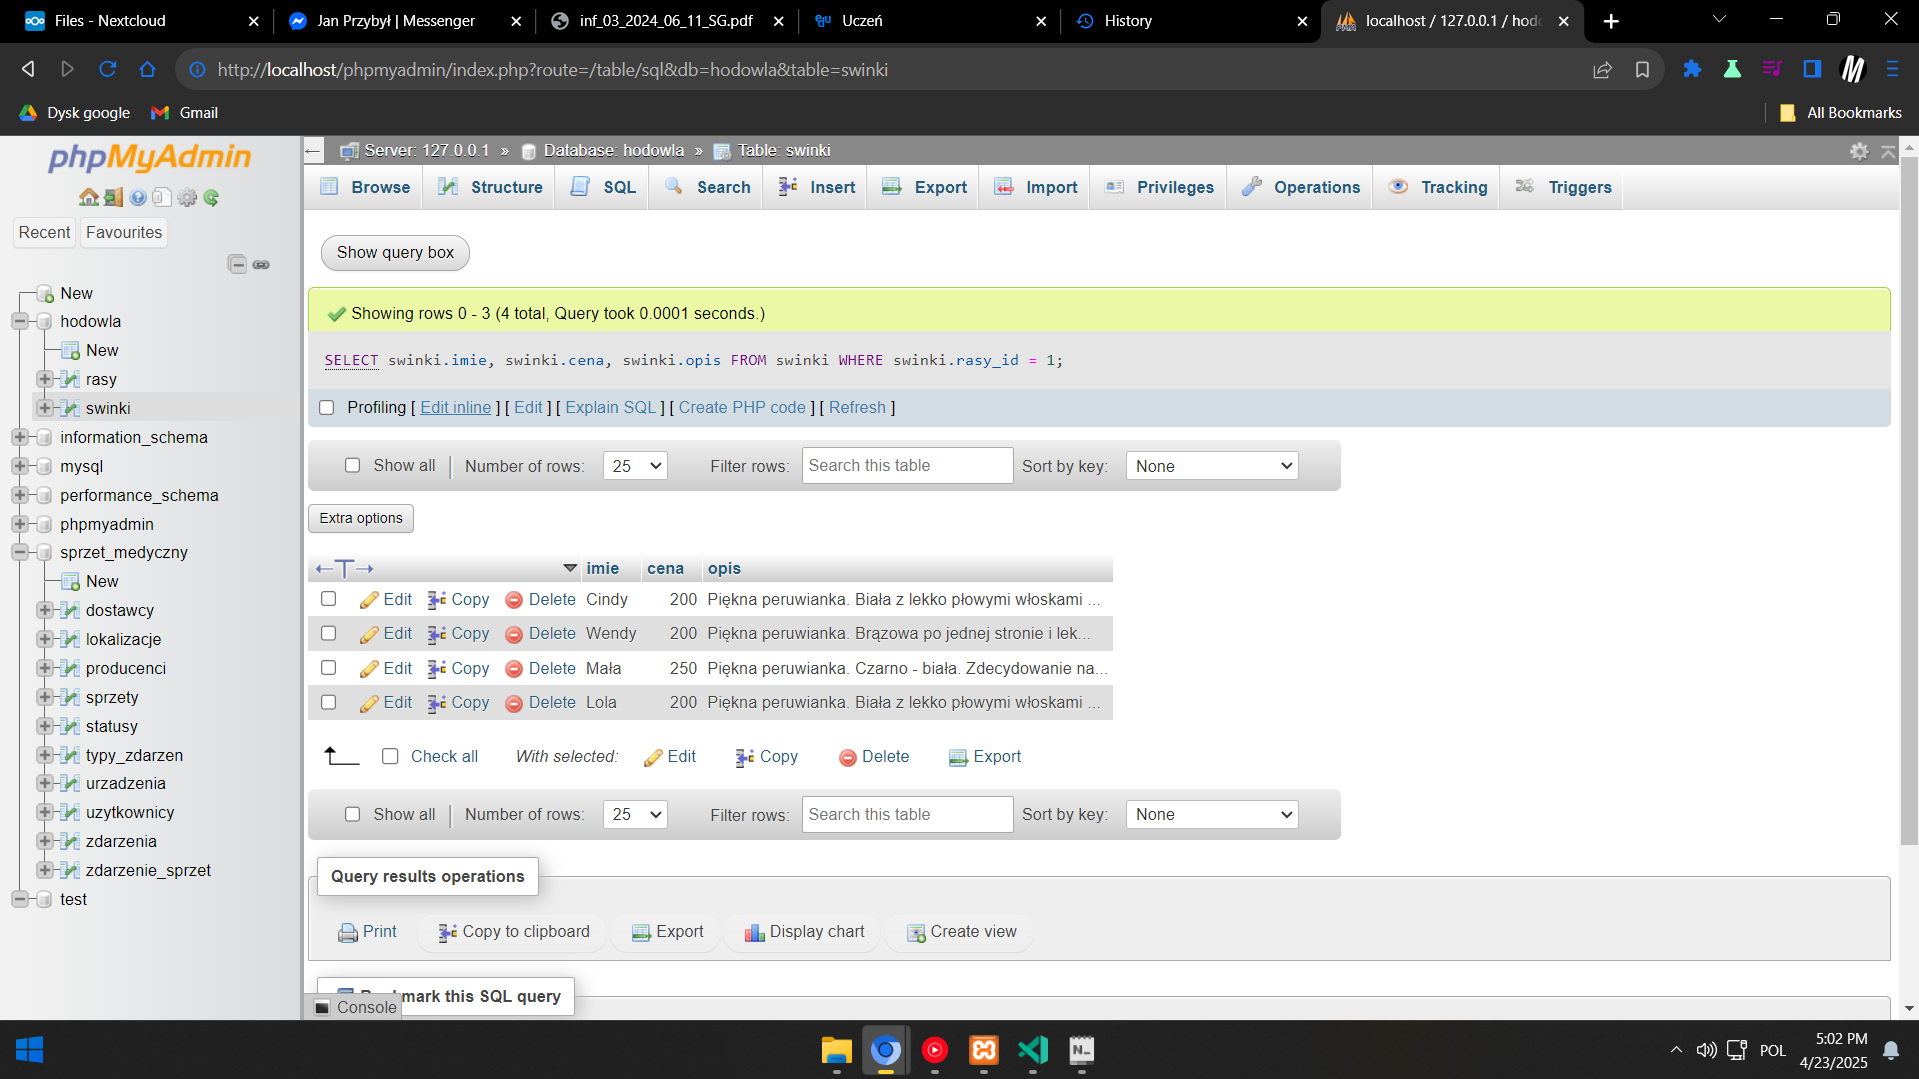 Files - Nextcloud
Jan Przybył | Messenger
inf_03_2024_06_11_SG.pdf
Uczeń
History
localhost / 127.0.0.1 / hod
http://localhost/phpmyadmin/index.php?route=/table/sql&db=hodowla&table=swinki
Dysk google
Gmail
All Bookmarks
phpMyAdmin
Recent
Favourites
New
hodowla
New
rasy
swinki
information_schema
mysql
performance_schema
phpmyadmin
sprzet_medyczny
New
dostawcy
lokalizacje
producenci
sprzety
statusy
typy_zdarzen
urzadzenia
uzytkownicy
zdarzenia
zdarzenie_sprzet
test
Server: 127.0.0.1 » Database: hodowla » Table: swinki
Browse
Structure
SQL
Search
Insert
Export
Import
Privileges
Operations
Tracking
Triggers
Show query box
Showing rows 0 - 3 (4 total, Query took 0.0001 seconds.)
SELECT swinki.imie, swinki.cena, swinki.opis FROM swinki WHERE swinki.rasy_id = 1;
Profiling [ Edit inline ] [ Edit ] [ Explain SQL ] [ Create PHP code ] [ Refresh ]
Show all | Number of rows: 25 Filter rows: Search this table Sort by key: None
Extra options
←T→ imie cena opis
Edit Copy Delete Cindy 200 Piękna peruwianka. Biała z lekko płowymi włoskami ...
Edit Copy Delete Wendy 200 Piękna peruwianka. Brązowa po jednej stronie i lek...
Edit Copy Delete Mała 250 Piękna peruwianka. Czarno - biała. Zdecydowanie na...
Edit Copy Delete Lola 200 Piękna peruwianka. Biała z lekko płowymi włoskami ...
Check all With selected: Edit Copy Delete Export
Show all | Number of rows: 25 Filter rows: Search this table Sort by key: None
Query results operations
Print
Copy to clipboard
Export
Display chart
Create view
mark this SQL query
Console
POL
5:02 PM
4/23/2025